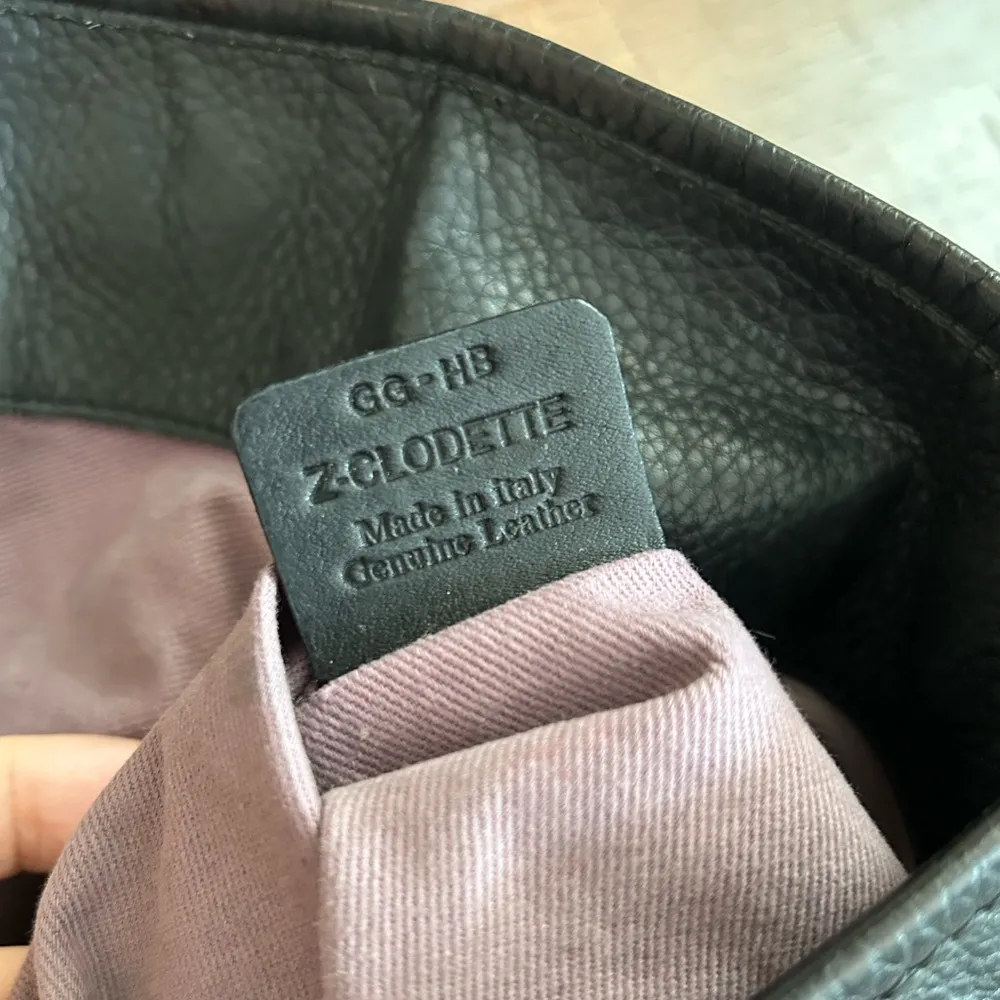 GG-HB
Z-CLODETTE
Made in italy
Genuine Leather